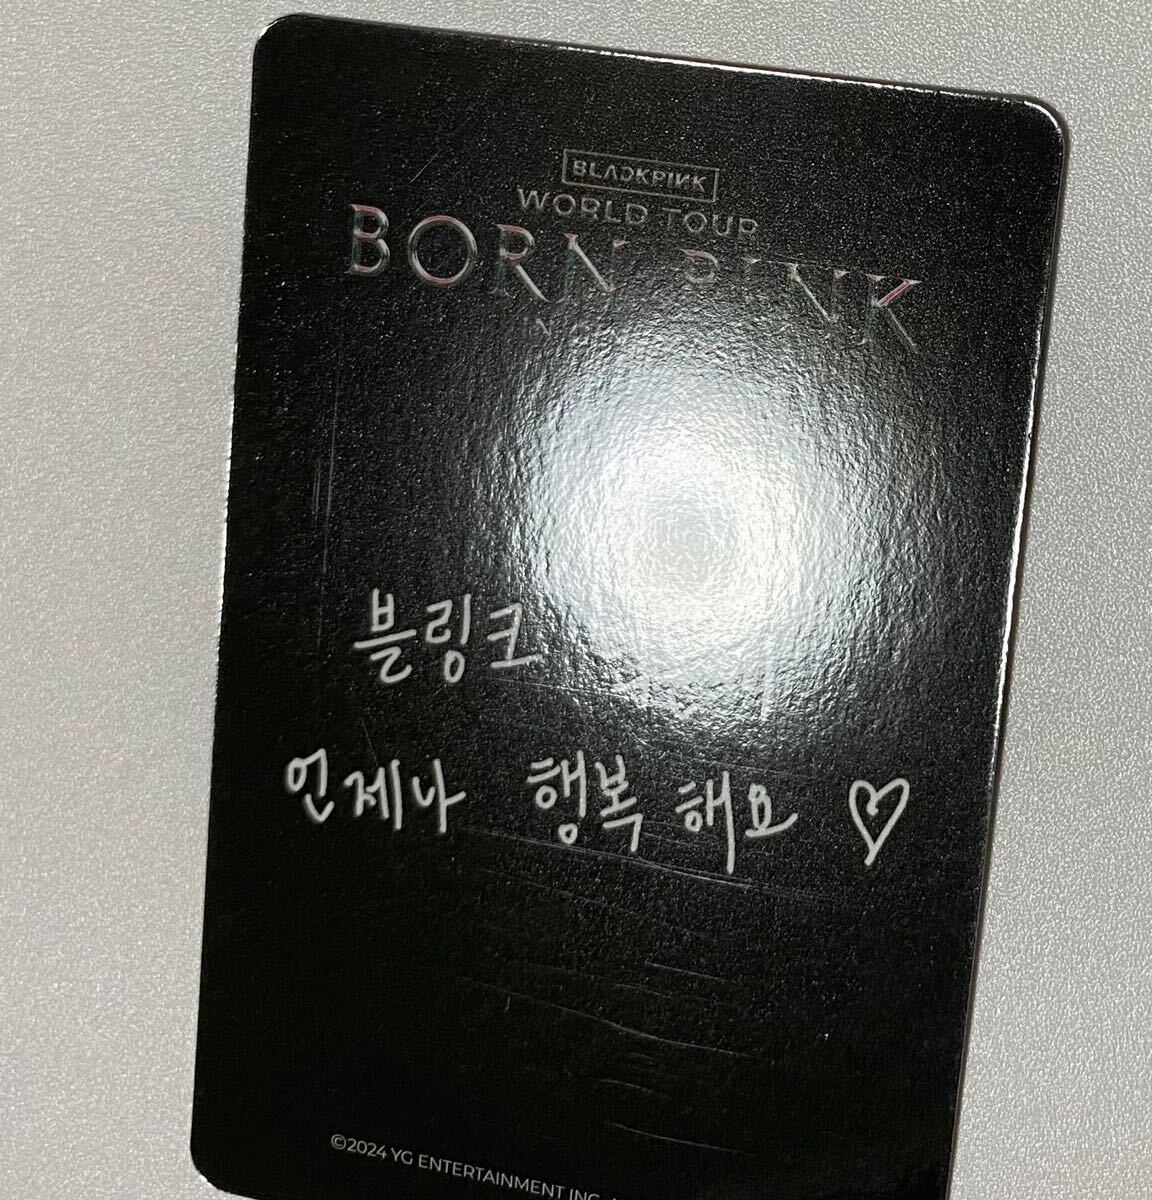 BLACKPINK
WORLD TOUR
BORN PINK
블링크
언제나 행복 해요 ♡
©2024 YG ENTERTAINMENT INC.